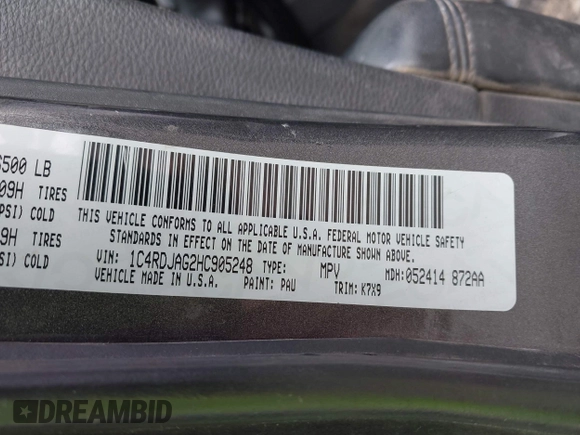 6500 LB
09H TIRES
PSI) COLD
9H TIRES
SI) COLD
THIS VEHICLE CONFORMS TO ALL APPLICABLE U.S.A. FEDERAL MOTOR VEHICLE SAFETY
STANDARDS IN EFFECT ON THE DATE OF MANUFACTURE SHOWN ABOVE.
VIN: 1C4RDJAG2HC905248 TYPE: MPV MDH:052414 872AA
VEHICLE MADE IN U.S.A. PAINT: PAU TRIM: K7X9
DREAMBID